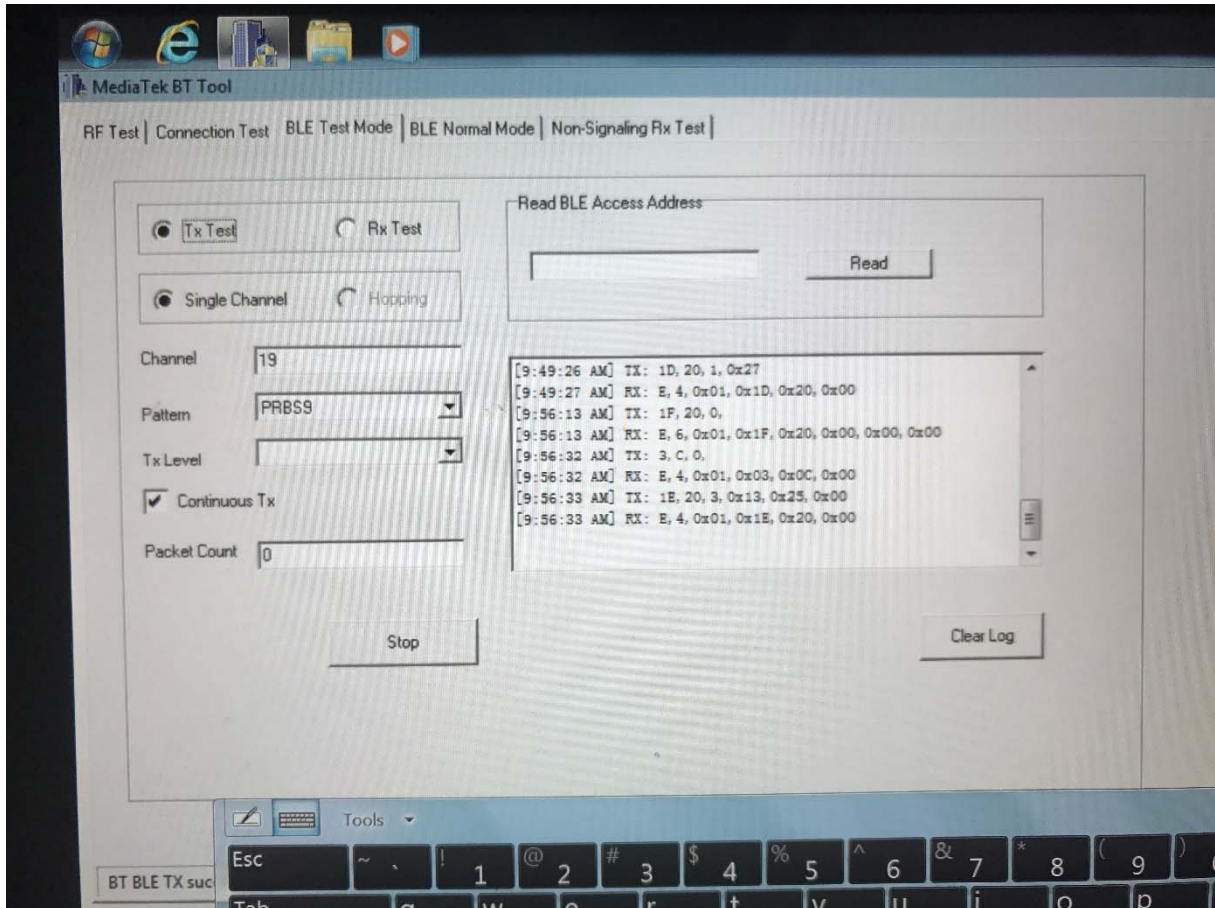 MediaTek BT Tool
RF Test Connection Test BLE Test Mode BLE Normal Mode Non-Signaling Rx Test
Tx Test Rx Test
Single Channel Hopping
Channel 19
Pattern PRBS9
Tx Level
Continuous Tx
Packet Count 0
Stop
Read BLE Access Address
Read
[9:49:26 AM] TX: 1D, 20, 1, 0x27
[9:49:27 AM] RX: E, 4, 0x01, 0x1D, 0x20, 0x00
[9:56:13 AM] TX: 1F, 20, 0,
[9:56:13 AM] RX: E, 6, 0x01, 0x1F, 0x20, 0x00, 0x00, 0x00
[9:56:32 AM] TX: 3, C, 0,
[9:56:32 AM] RX: E, 4, 0x01, 0x03, 0x0C, 0x00
[9:56:33 AM] TX: 1E, 20, 3, 0x13, 0x25, 0x00
[9:56:33 AM] RX: E, 4, 0x01, 0x1E, 0x20, 0x00
Clear Log
Tools
Esc ~ ` ! 1 @ 2 # 3 $ 4 % 5 ^ 6 & 7 * 8 ( 9 )
BT BLE TX suc
Tab q w e r t y u i o p